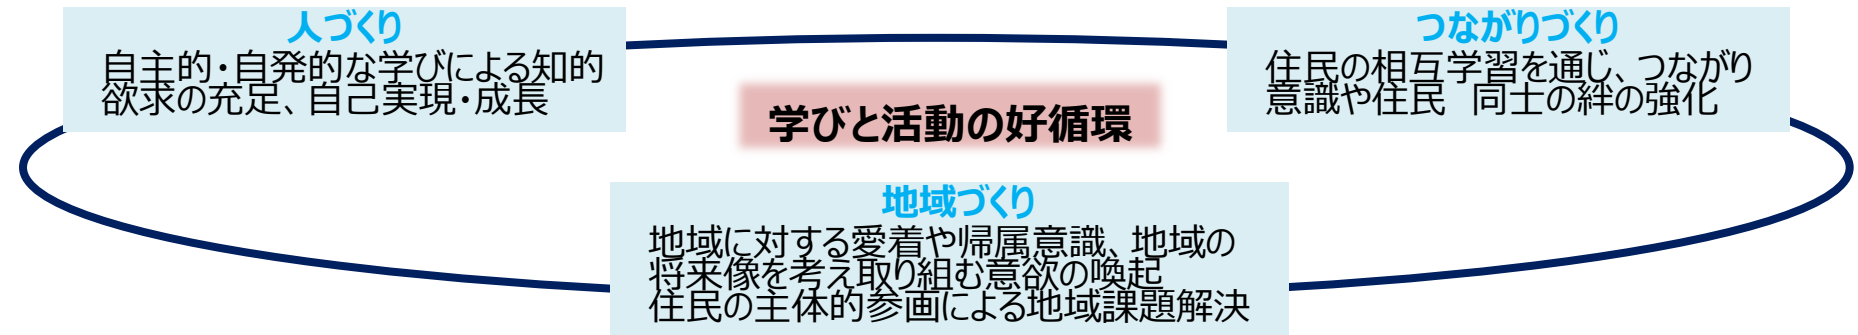 人づくり
自主的・自発的な学びによる知的
欲求の充足、自己実現・成長
つながりづくり
住民の相互学習を通じ、つながり
意識や住民　同士の絆の強化
学びと活動の好循環
地域づくり
地域に対する愛着や帰属意識、地域の
将来像を考え取り組む意欲の喚起
住民の主体的参画による地域課題解決